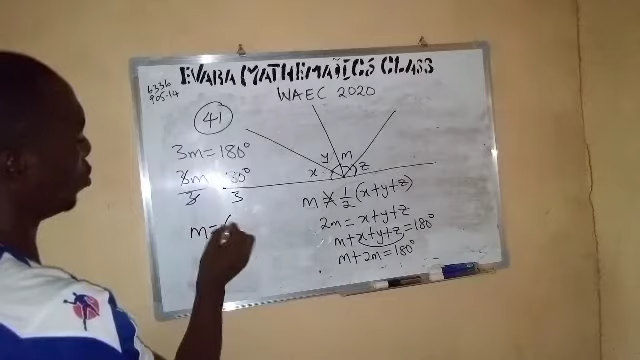 EVARA MATHEMATICS CLASS
WAEC 2020
41
3m=180°
3m 180°
3 3
m=
x y m z
m = 1/2 (x+y+z)
2m = x+y+z
m+x+y+z=180°
m+2m=180°